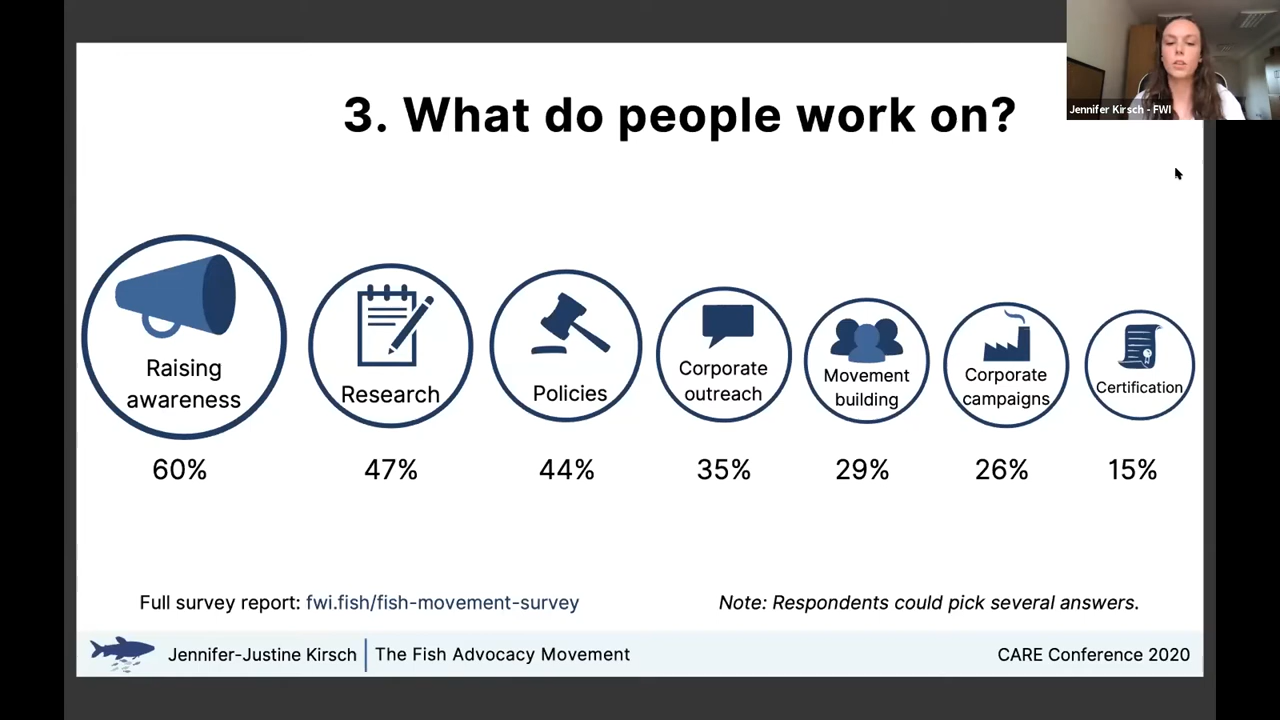 Jennifer Kirsch - FWI
3. What do people work on?
Raising
awareness
Research
Policies
Corporate
outreach
Movement
building
Corporate
campaigns
Certification
60%
47%
44%
35%
29%
26%
15%
Full survey report: fwi.fish/fish-movement-survey
Note: Respondents could pick several answers.
Jennifer-Justine Kirsch
The Fish Advocacy Movement
CARE Conference 2020